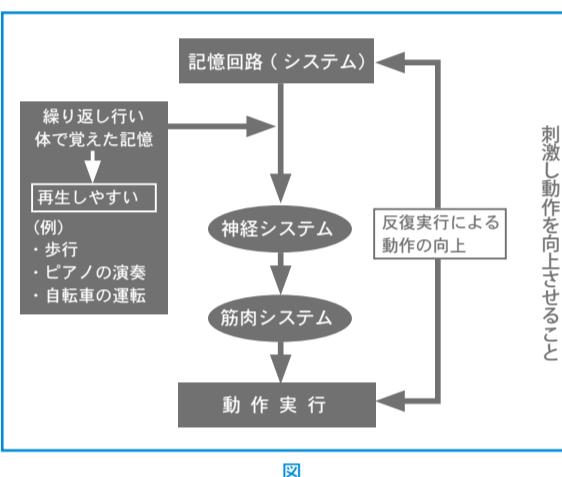 記憶回路(システム)
繰り返し行い
体で覚えた記憶
再生しやすい
(例)
・歩行
・ピアノの演奏
・自転車の運転
神経システム
筋肉システム
動作実行
反復実行による
動作の向上
刺激し動作を向上させること
図